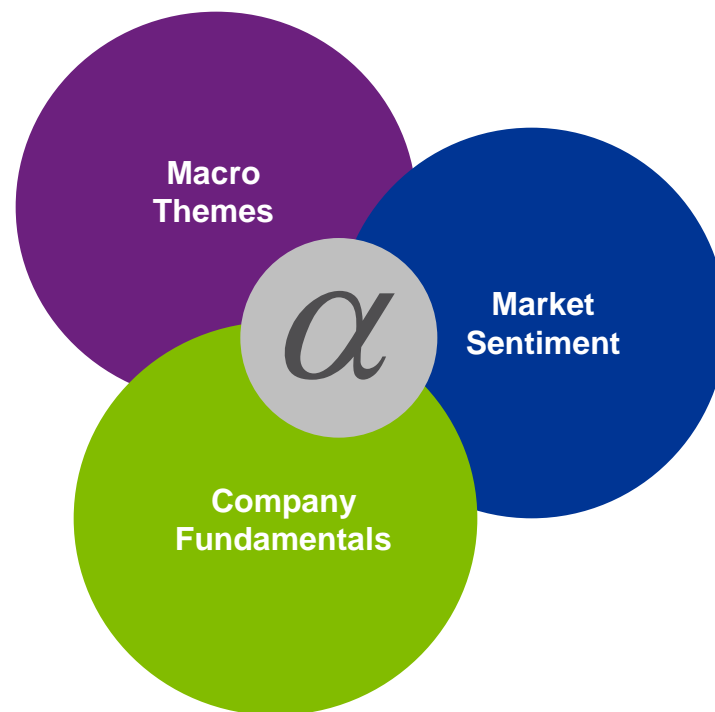 Macro
Themes
Market
Sentiment
α
Company
Fundamentals